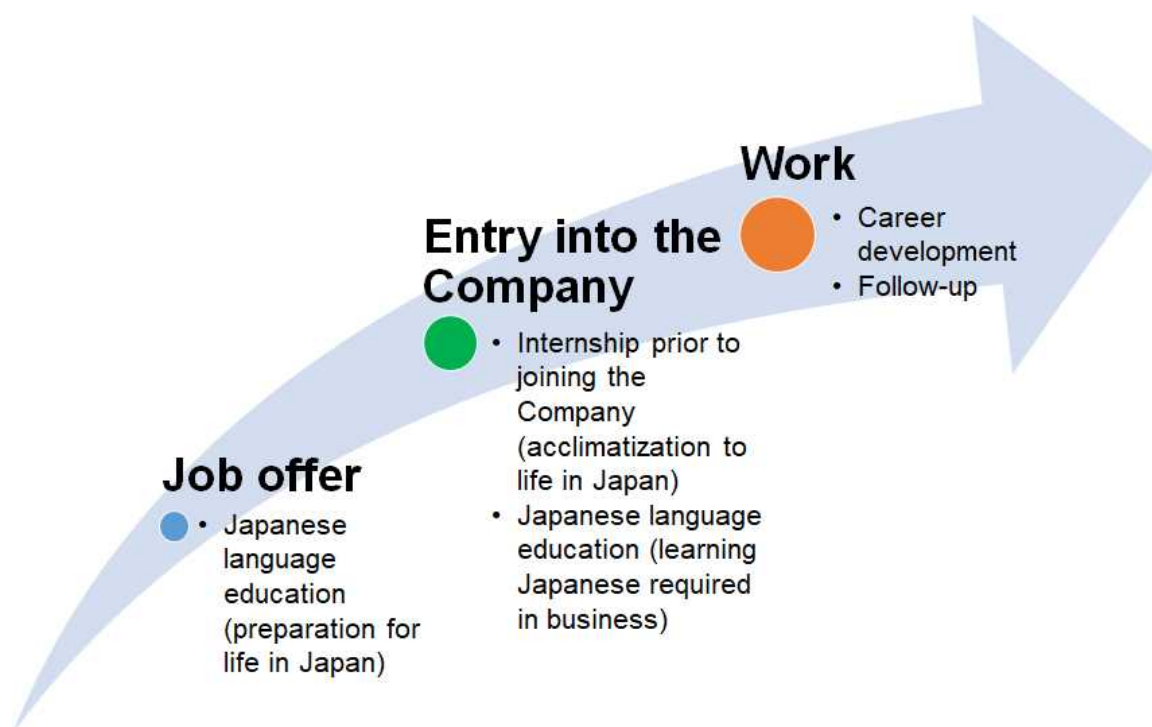 Work
• Career
development
• Follow-up
Entry into the
Company
• Internship prior to
joining the
Company
(acclimatization to
life in Japan)
• Japanese language
education (learning
Japanese required
in business)
Job offer
• Japanese
language
education
(preparation for
life in Japan)